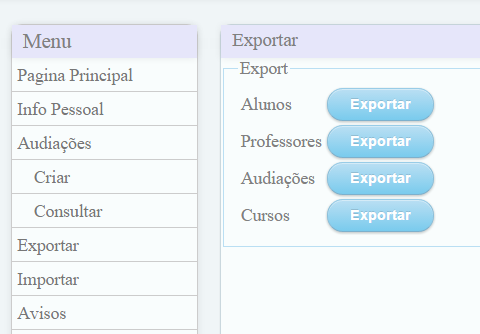 Menu
Pagina Principal
Info Pessoal
Audiações
Criar
Consultar
Exportar
Importar
Avisos
Exportar
Export
Alunos Exportar
Professores Exportar
Audiações Exportar
Cursos Exportar